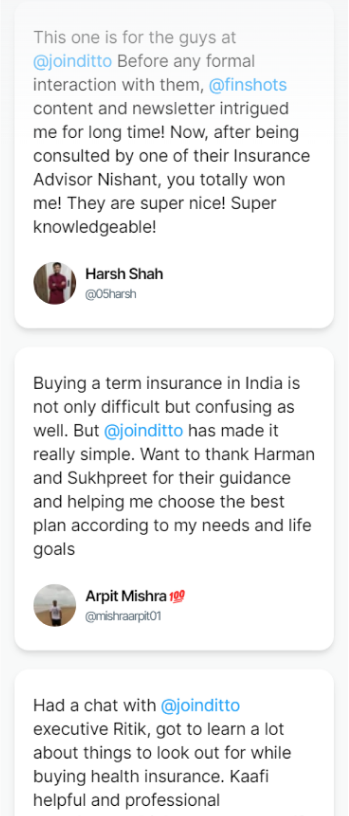 This one is for the guys at
@joinditto Before any formal
interaction with them, @finshots
content and newsletter intrigued
me for long time! Now, after being
consulted by one of their Insurance
Advisor Nishant, you totally won
me! They are super nice! Super
knowledgeable!
Harsh Shah
@05harsh
Buying a term insurance in India is
not only difficult but confusing as
well. But @joinditto has made it
really simple. Want to thank Harman
and Sukhpreet for their guidance
and helping me choose the best
plan according to my needs and life
goals
Arpit Mishra 💯
@mishraarpit01
Had a chat with @joinditto
executive Ritik, got to learn a lot
about things to look out for while
buying health insurance. Kaafi
helpful and professional